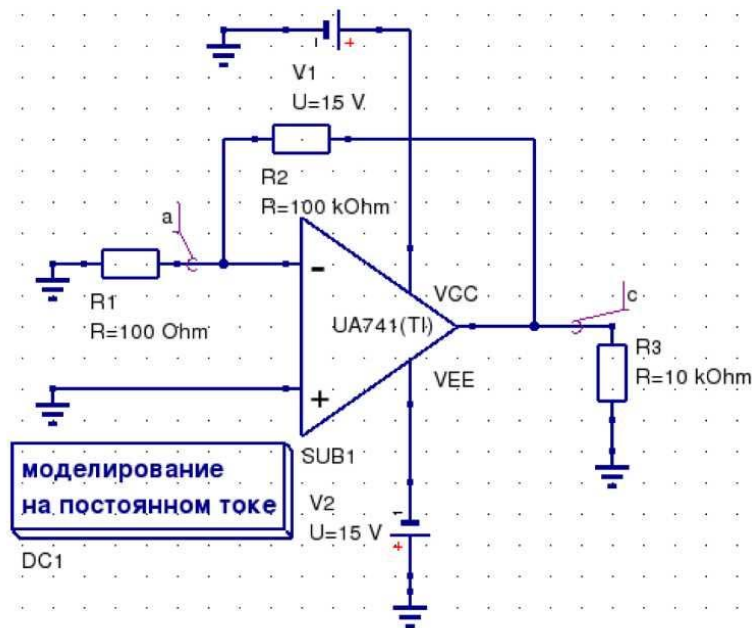 V1
U=15 V
R2
R=100 kOhm
a
R1
R=100 Ohm
VCC
UA741(TI)
c
R3
R=10 kOhm
VEE
SUB1
моделирование
на постоянном токе
V2
U=15 V
DC1